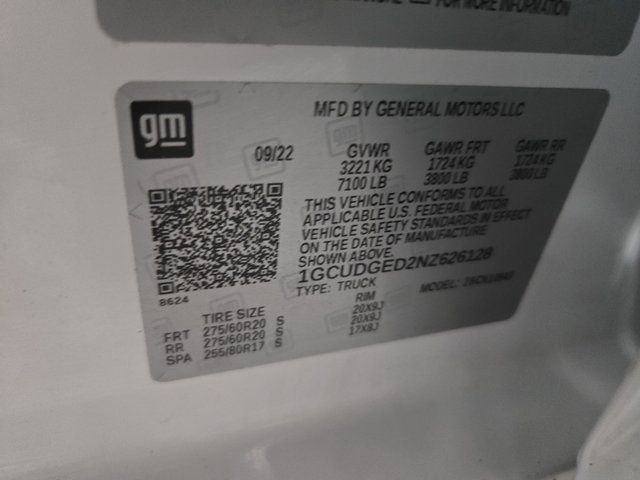 FOR MORE INFORMATION
gm
MFD BY GENERAL MOTORS LLC
09/22 GVWR GAWR FRT GAWR RR
3221 KG 1724 KG 1724 KG
7100 LB 3800 LB 3800 LB
THIS VEHICLE CONFORMS TO ALL
APPLICABLE U.S. FEDERAL MOTOR
VEHICLE SAFETY STANDARDS IN EFFECT
ON THE DATE OF MANUFACTURE
SHOWN ABOVE.
1GCUDGED2NZ626128
8624
TYPE: TRUCK MODEL:
TIRE SIZE RIM
FRT 275/60R20 S 20X9J
RR 275/60R20 S 20X9J
SPA 255/80R17 S 17X8J